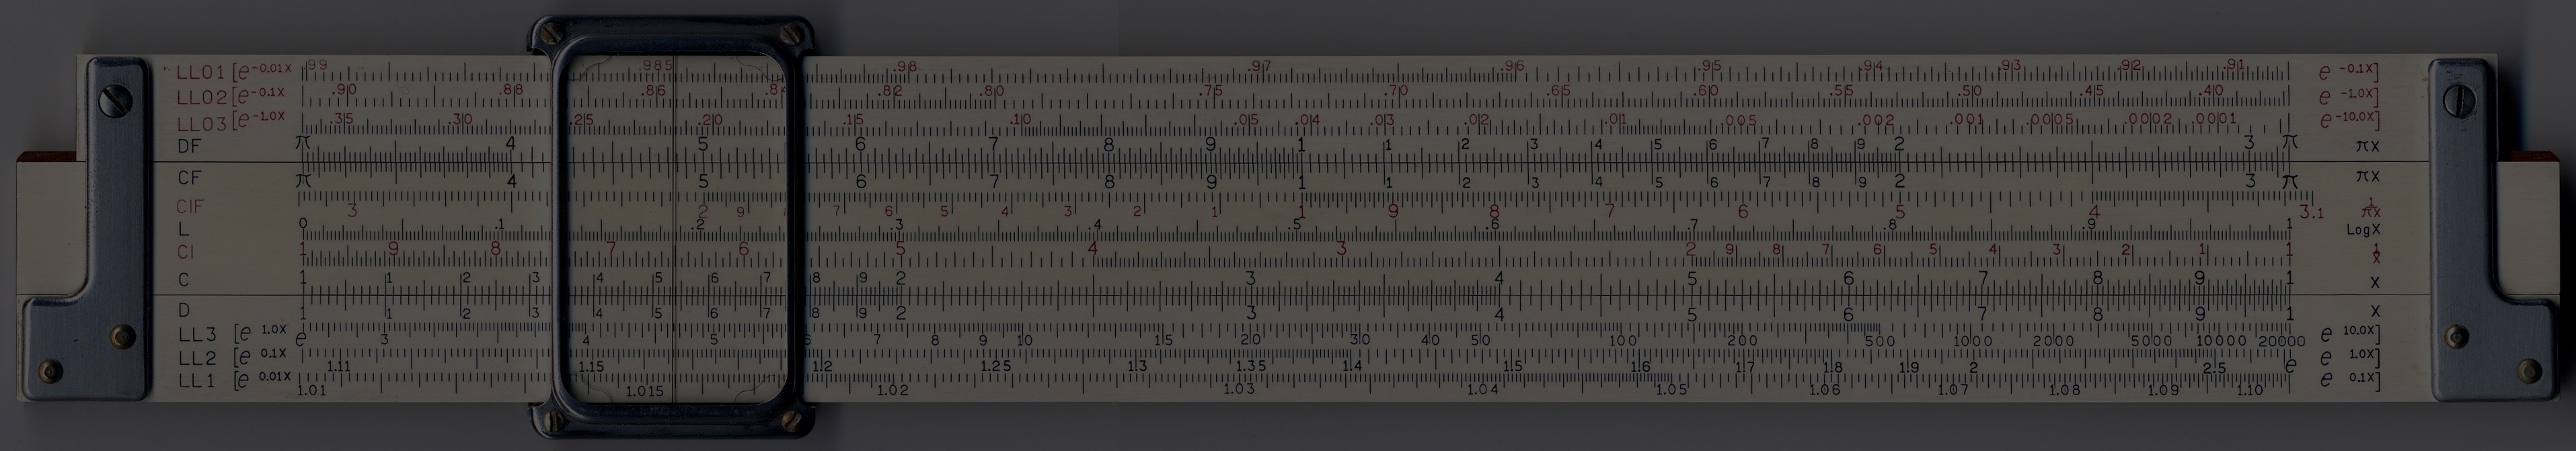 LL01 [e-0.01X .99 .985 .98 .97 .96 .95 .94 .93 .92 .91 e -0.1X]
LL02 [e-0.1X .90 .88 .86 .82 .80 .75 .70 .65 .60 .55 .50 .45 .40 e -1.0X]
LL03 [e-1.0X .35 .30 .25 .20 .15 .10 .05 .04 .03 .02 .01 .005 .002 .001 .0005 .0002 .0001 e-10.0X]
DF π 4 5 6 7 8 9 1 1 2 3 4 5 6 7 8 9 2 3 π πX
CF π 4 5 6 7 8 9 1 1 2 3 4 5 6 7 8 9 2 3 π πX
CIF 3 2 9 7 6 5 4 3 2 1 1 9 8 7 6 5 4 3.1 1/πX
L 0 .1 .2 .3 .4 .5 .6 .7 .8 .9 1 LogX
CI 1 9 8 7 6 5 4 3 2 9 8 7 6 5 4 3 2 1 1 1/X
C 1 1 2 3 4 5 6 7 8 9 2 3 4 5 6 7 8 9 1 X
D 1 1 2 3 4 5 6 7 8 9 2 3 4 5 6 7 8 9 1 X
LL3 [e 1.0X e 3 4 5 6 7 8 9 10 15 20 30 40 50 100 200 500 1000 2000 5000 10000 20000 e 10.0X]
LL2 [e 0.1X 1.11 1.15 1.2 1.25 1.3 1.35 1.4 1.5 1.6 1.7 1.8 1.9 2 2.5 e e 1.0X]
LL1 [e 0.01X 1.01 1.015 1.02 1.03 1.04 1.05 1.06 1.07 1.08 1.09 1.10 e 0.1X]